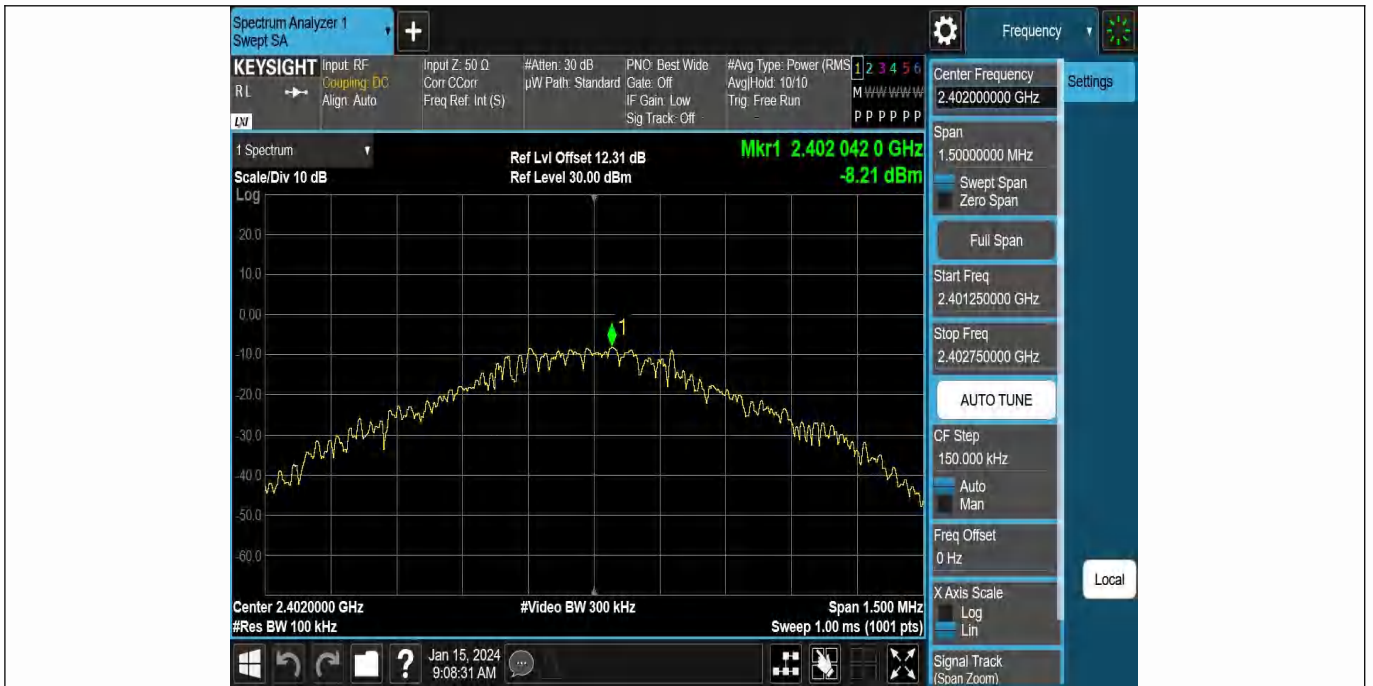 Spectrum Analyzer 1
Swept SA
+
Frequency
KEYSIGHT
RL
LXI
Input: RF
Coupling: DC
Align: Auto
Input Z: 50 Ω
Corr CCorr
Freq Ref: Int (S)
#Atten: 30 dB
µW Path: Standard
PNO: Best Wide
Gate: Off
IF Gain: Low
Sig Track: Off
#Avg Type: Power (RMS
Avg|Hold: 10/10
Trig: Free Run
1 2 3 4 5 6
M W W W W W
P P P P P P
1 Spectrum
Scale/Div 10 dB
Log
Ref Lvl Offset 12.31 dB
Ref Level 30.00 dBm
Mkr1 2.402 042 0 GHz
-8.21 dBm
20.0
10.0
0.00
-10.0
-20.0
-30.0
-40.0
-50.0
-60.0
1
Center 2.4020000 GHz
#Res BW 100 kHz
#Video BW 300 kHz
Span 1.500 MHz
Sweep 1.00 ms (1001 pts)
Center Frequency
2.402000000 GHz
Settings
Span
1.50000000 MHz
Swept Span
Zero Span
Full Span
Start Freq
2.401250000 GHz
Stop Freq
2.402750000 GHz
AUTO TUNE
CF Step
150.000 kHz
Auto
Man
Freq Offset
0 Hz
Local
X Axis Scale
Log
Lin
Signal Track
(Span Zoom)
?
Jan 15, 2024
9:08:31 AM